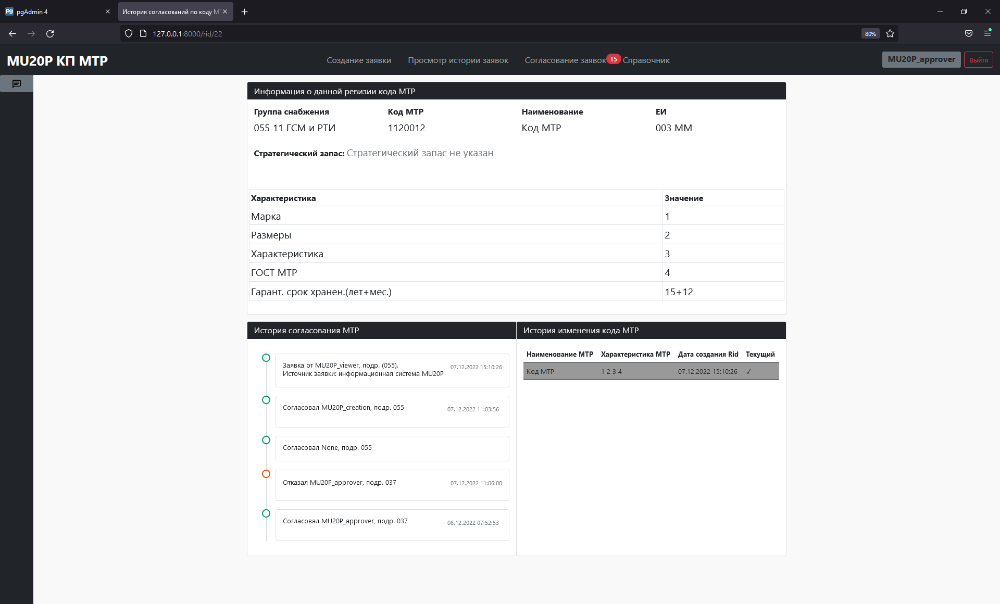 pgAdmin 4
История согласований по коду МТ
127.0.0.1:8000/rid/22
80%
MU20P КП МТР
Создание заявки
Просмотр истории заявок
Согласование заявок 15
Справочник
MU20P_approver
Выйти
Информация о данной ревизии кода МТР
Группа снабжения Код МТР Наименование ЕИ
055 11 ГСМ и РТИ 1120012 Код МТР 003 ММ
Стратегический запас: Стратегический запас не указан
Характеристика Значение
Марка 1
Размеры 2
Характеристика 3
ГОСТ МТР 4
Гарант. срок хранен.(лет+мес.) 15+12
История согласования МТР
Заявка от MU20P_viewer, подр. (055). 07.12.2022 15:10:26
Источник заявки: информационная система MU20P
Согласовал MU20P_creation, подр. 055 07.12.2022 11:03:56
Согласовал None, подр. 055
Отказал MU20P_approver, подр. 037 07.12.2022 11:06:00
Согласовал MU20P_approver, подр. 037 08.12.2022 07:52:53
История изменения кода МТР
Наименование МТР Характеристика МТР Дата создания Rid Текущий
Код МТР 1 2 3 4 07.12.2022 15:10:26 ✓